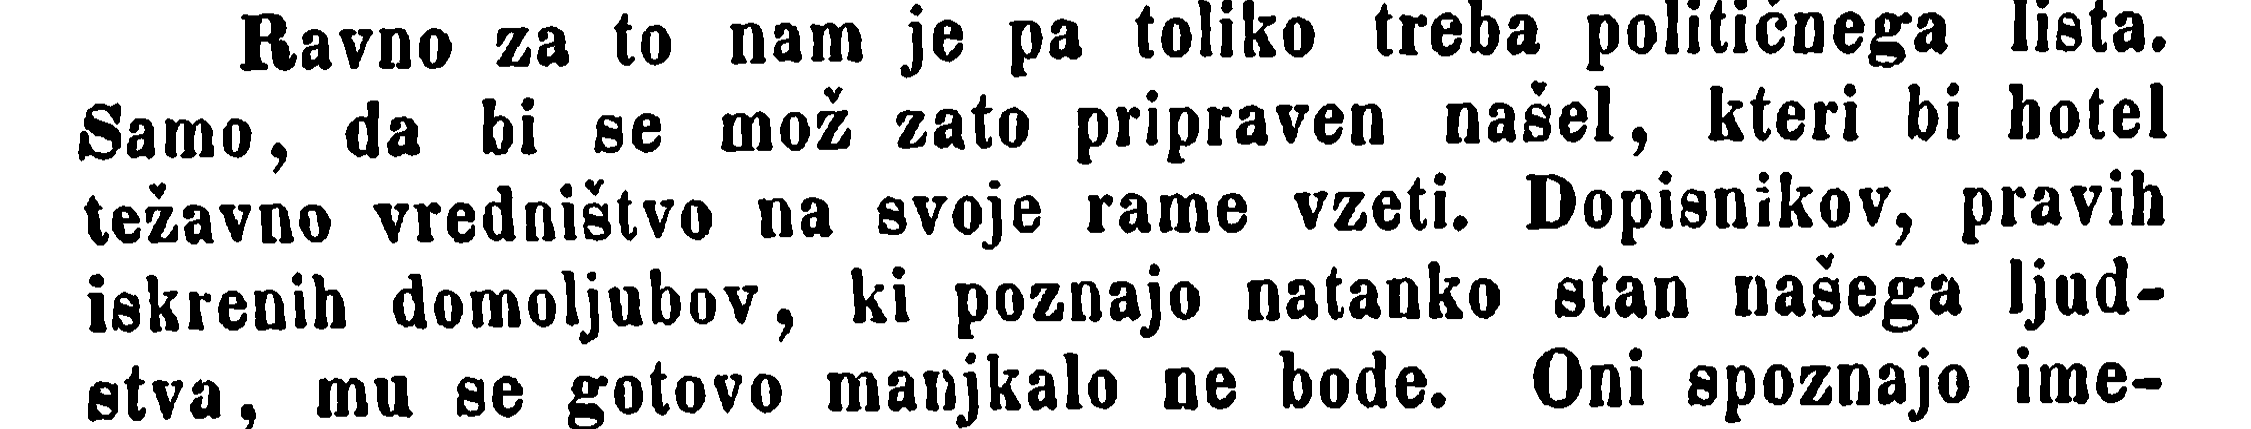 Ravno za to nam je pa toliko treba političnega lista.
Samo, da bi se mož zato pripraven našel, kteri bi hotel
težavno vredništvo na svoje rame vzeti. Dopisnikov, pravih
iskrenih domoljubov, ki poznajo natanko stan našega ljud-
stva, mu se gotovo manjkalo ne bode. Oni spoznajo ime-